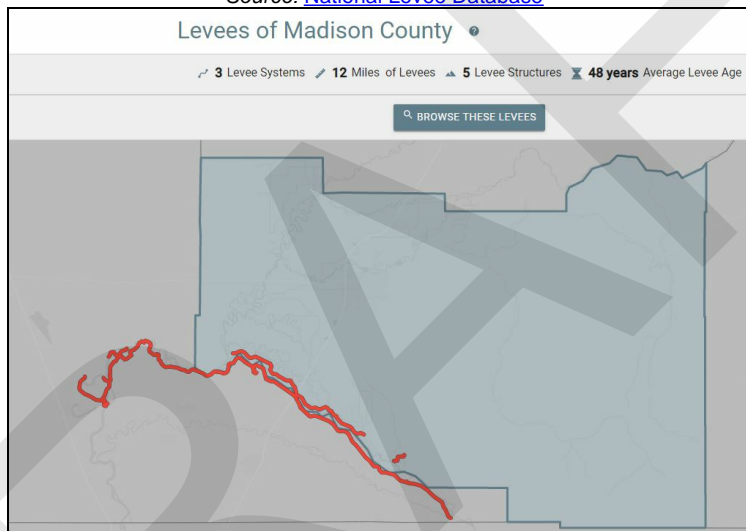 Source: National Levee Database
Levees of Madison County ?
3 Levee Systems 12 Miles of Levees 5 Levee Structures 48 years Average Levee Age
BROWSE THESE LEVEES